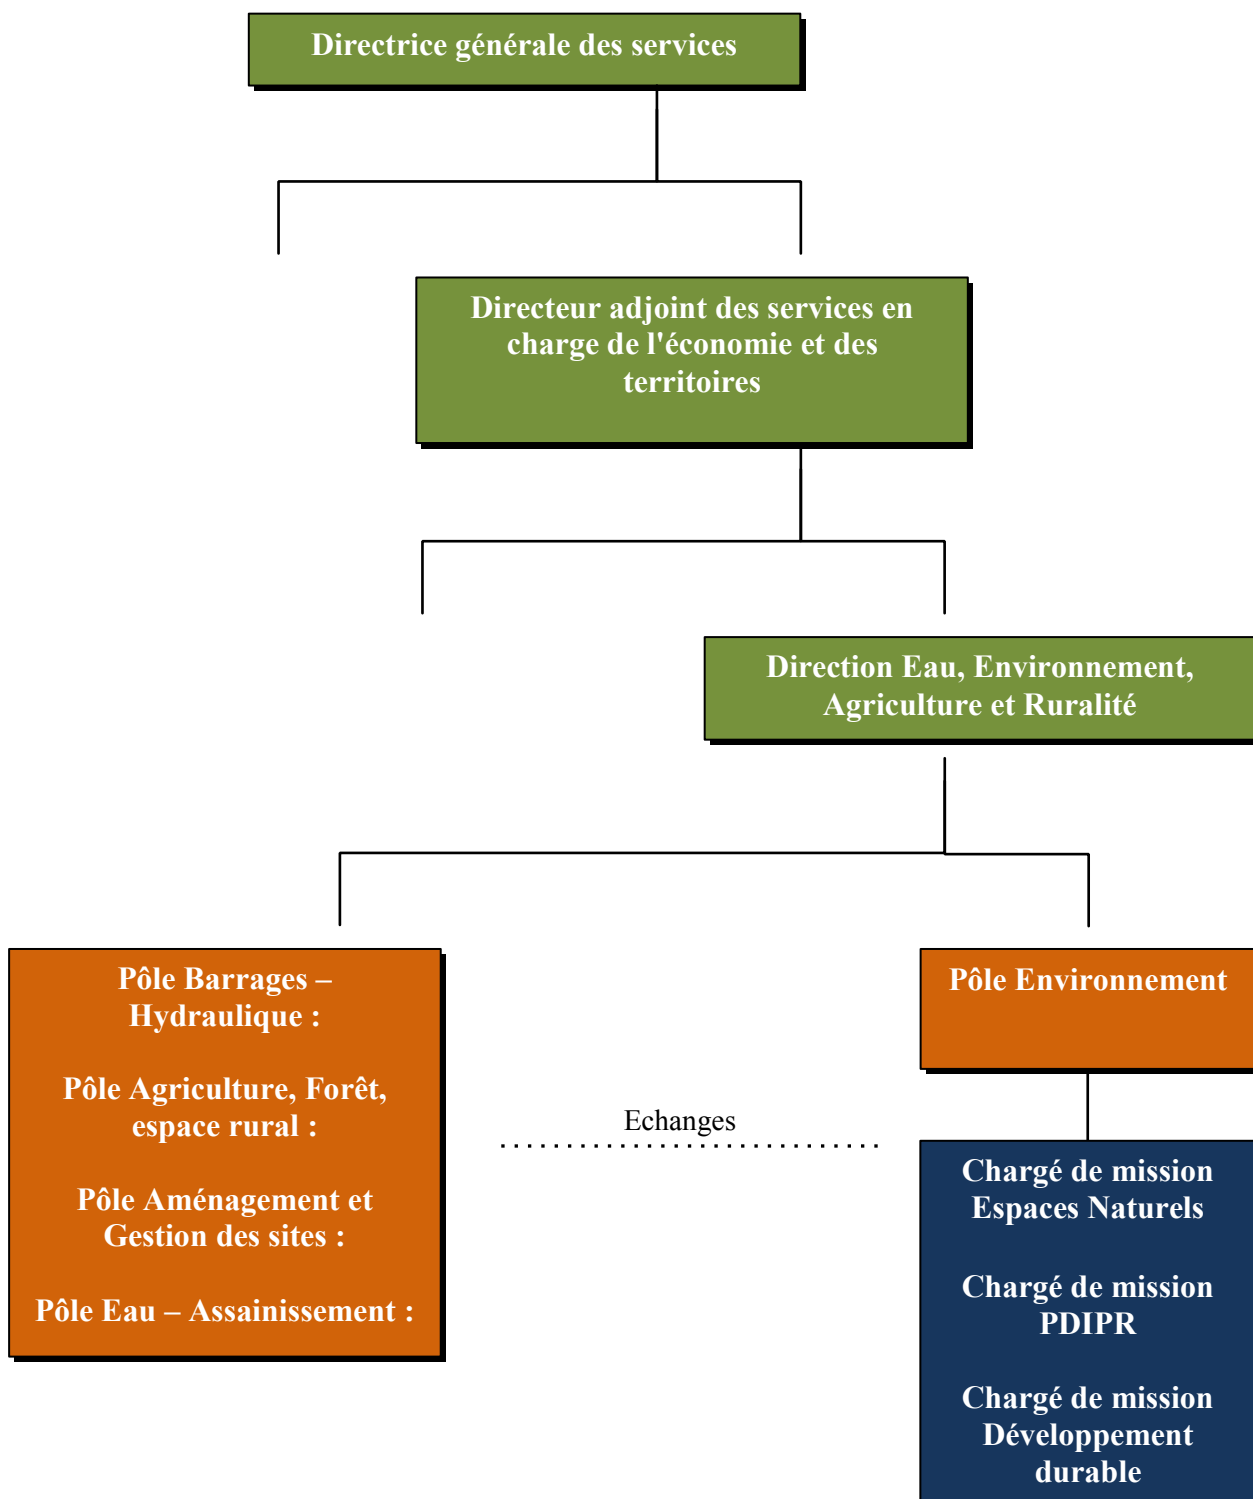 Directrice générale des services
Directeur adjoint des services en
charge de l'économie et des
territoires
Direction Eau, Environnement,
Agriculture et Ruralité
Pôle Barrages –
Hydraulique :
Pôle Agriculture, Forêt,
espace rural :
Pôle Aménagement et
Gestion des sites :
Pôle Eau – Assainissement :
Echanges
Pôle Environnement
Chargé de mission
Espaces Naturels
Chargé de mission
PDIPR
Chargé de mission
Développement
durable